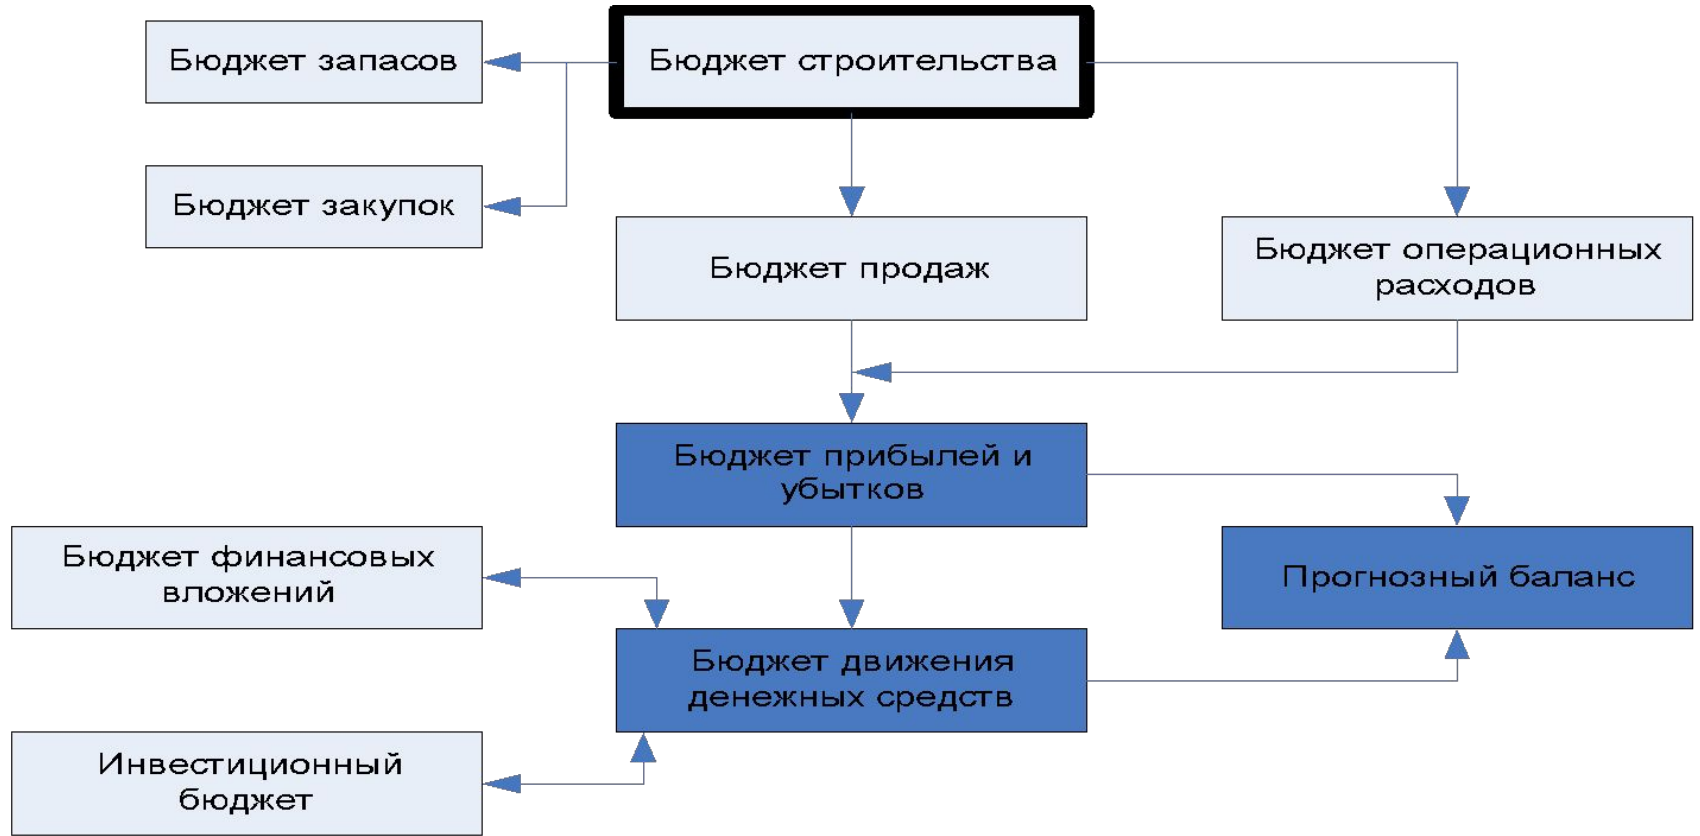 Бюджет запасов
Бюджет строительства
Бюджет закупок
Бюджет продаж
Бюджет операционных
расходов
Бюджет прибылей и
убытков
Бюджет финансовых
вложений
Прогнозный баланс
Бюджет движения
денежных средств
Инвестиционный
бюджет